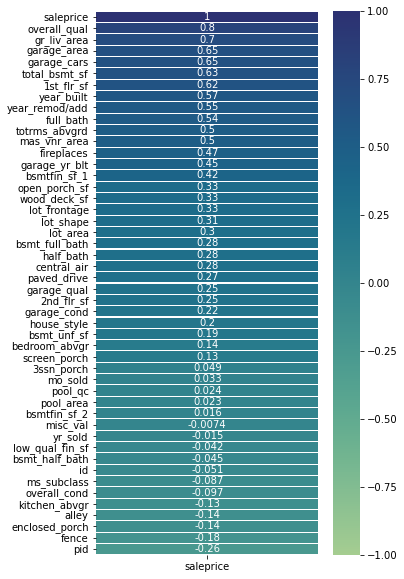 saleprice 1
overall_qual 0.8
gr_liv_area 0.7
garage_area 0.65
garage_cars 0.65
total_bsmt_sf 0.63
1st_flr_sf 0.62
year_built 0.57
year_remod/add 0.55
full_bath 0.54
totrms_abvgrd 0.5
mas_vnr_area 0.5
fireplaces 0.47
garage_yr_blt 0.45
bsmtfin_sf_1 0.42
open_porch_sf 0.33
wood_deck_sf 0.33
lot_frontage 0.33
lot_shape 0.31
lot_area 0.3
bsmt_full_bath 0.28
half_bath 0.28
central_air 0.28
paved_drive 0.27
garage_qual 0.25
2nd_flr_sf 0.25
garage_cond 0.22
house_style 0.2
bsmt_unf_sf 0.19
bedroom_abvgr 0.14
screen_porch 0.13
3ssn_porch 0.049
mo_sold 0.033
pool_qc 0.024
pool_area 0.023
bsmtfin_sf_2 0.016
misc_val -0.0074
yr_sold -0.015
low_qual_fin_sf -0.042
bsmt_half_bath -0.045
id -0.051
ms_subclass -0.087
overall_cond -0.097
kitchen_abvgr -0.13
alley -0.14
enclosed_porch -0.14
fence -0.18
pid -0.26
saleprice
1.00
0.75
0.50
0.25
0.00
−0.25
−0.50
−0.75
−1.00